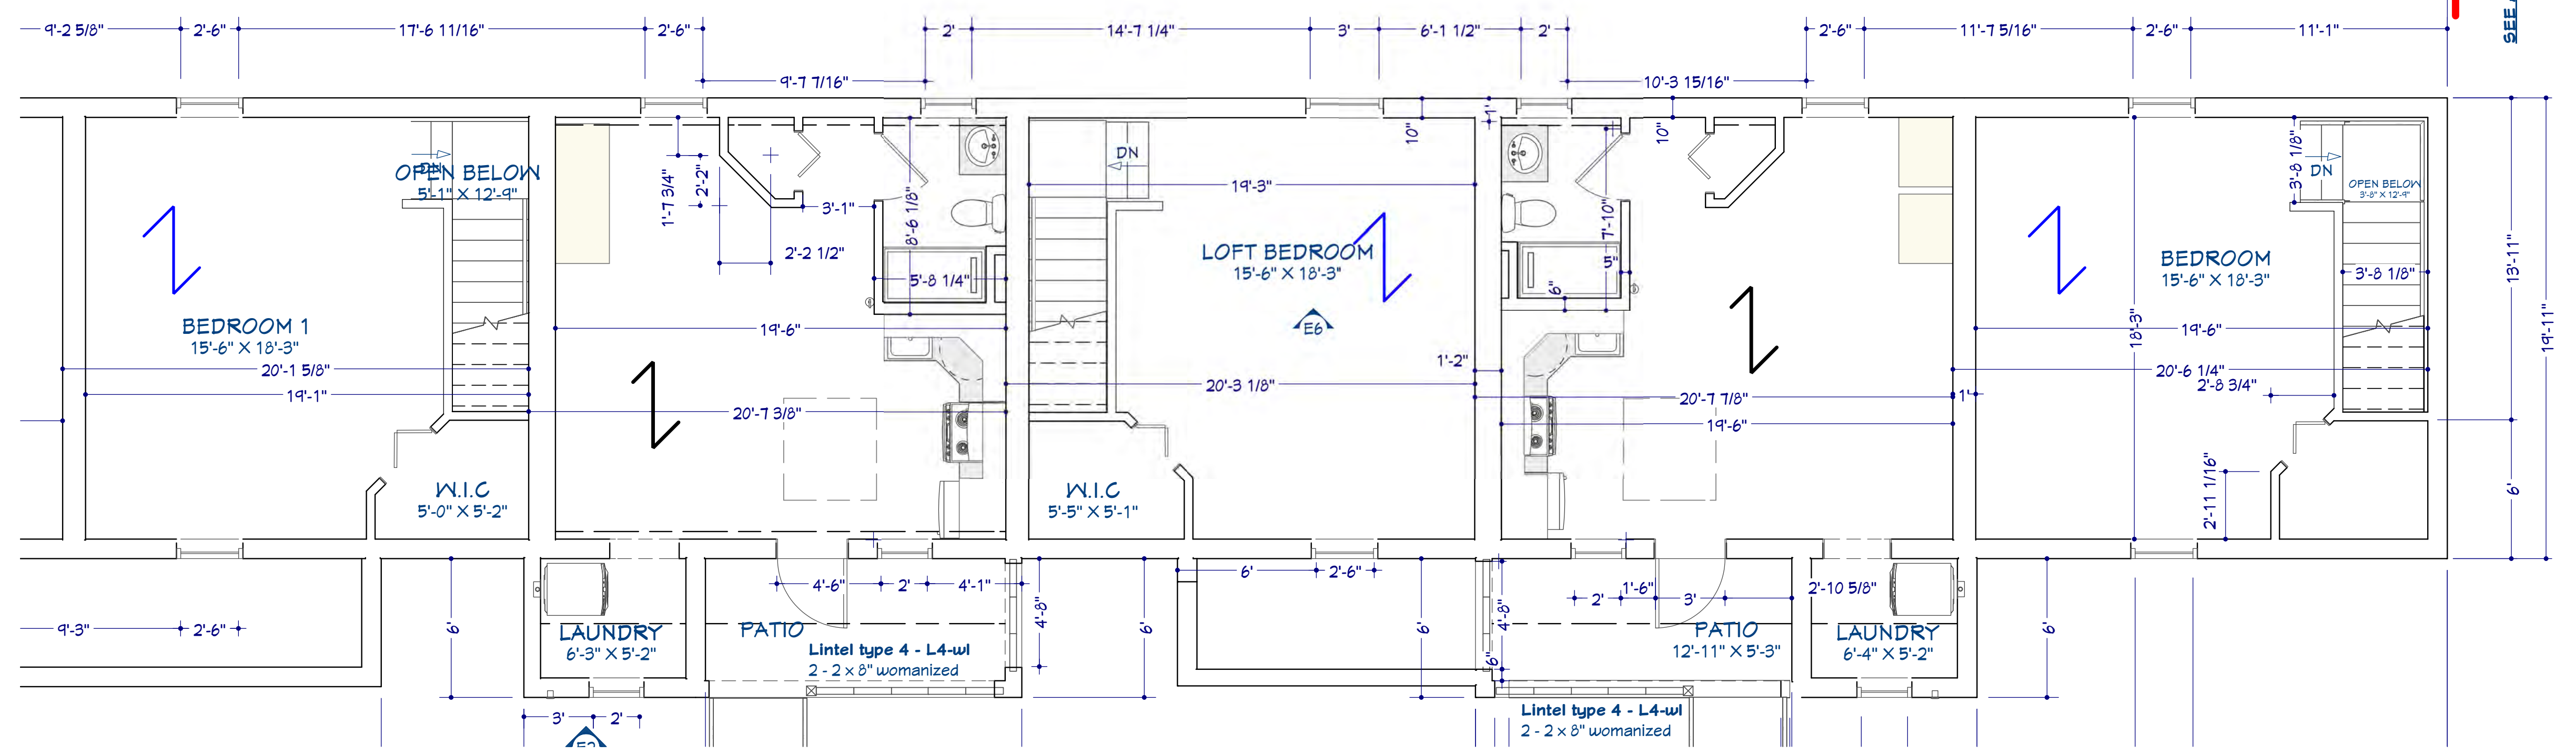 9'-2 5/8" 2'-6" 17'-6 11/16" 2'-6" 2' 14'-7 1/4" 3' 6'-1 1/2" 2' 2'-6" 11'-7 5/16" 2'-6" 11'-1"
SEE
9'-7 7/16" 10'-3 15/16"
10" 1' 10"
DN DN
OPEN BELOW
5'-1" X 12'-9"
DN
OPEN BELOW
3'-8" X 12'-9"
3'-8 1/8"
1'-7 3/4" 2'-2" 19'-3"
3'-1" 8'-6 1/8" 7'-10"
2'-2 1/2"
LOFT BEDROOM
15'-6" X 18'-3"
BEDROOM
15'-6" X 18'-3"
13'-11"
5'-8 1/4" 5" 6" 3'-8 1/8"
BEDROOM 1
15'-6" X 18'-3"
19'-6" E6 18'-3" 19'-6" 19'-11"
20'-1 5/8" 1'-2" 20'-6 1/4"
19'-1" 20'-3 1/8" 2'-8 3/4"
20'-7 3/8" 20'-7 7/8" 1'
19'-6"
W.I.C
5'-0" X 5'-2"
W.I.C
5'-5" X 5'-1"
2'-11 1/16" 6'
6' 2'-6"
4'-6" 2' 4'-1" 1'-6" 2'-10 5/8"
2' 3'
4'-8" 4'-8"
9'-3" 2'-6" 6' 6' 6' 6'
LAUNDRY
6'-3" X 5'-2"
PATIO
Lintel type 4 - L4-wl
2 - 2 x 8" womanized
6"
PATIO
12'-11" X 5'-3"
LAUNDRY
6'-4" X 5'-2"
3' 2'
Lintel type 4 - L4-wl
2 - 2 x 8" womanized